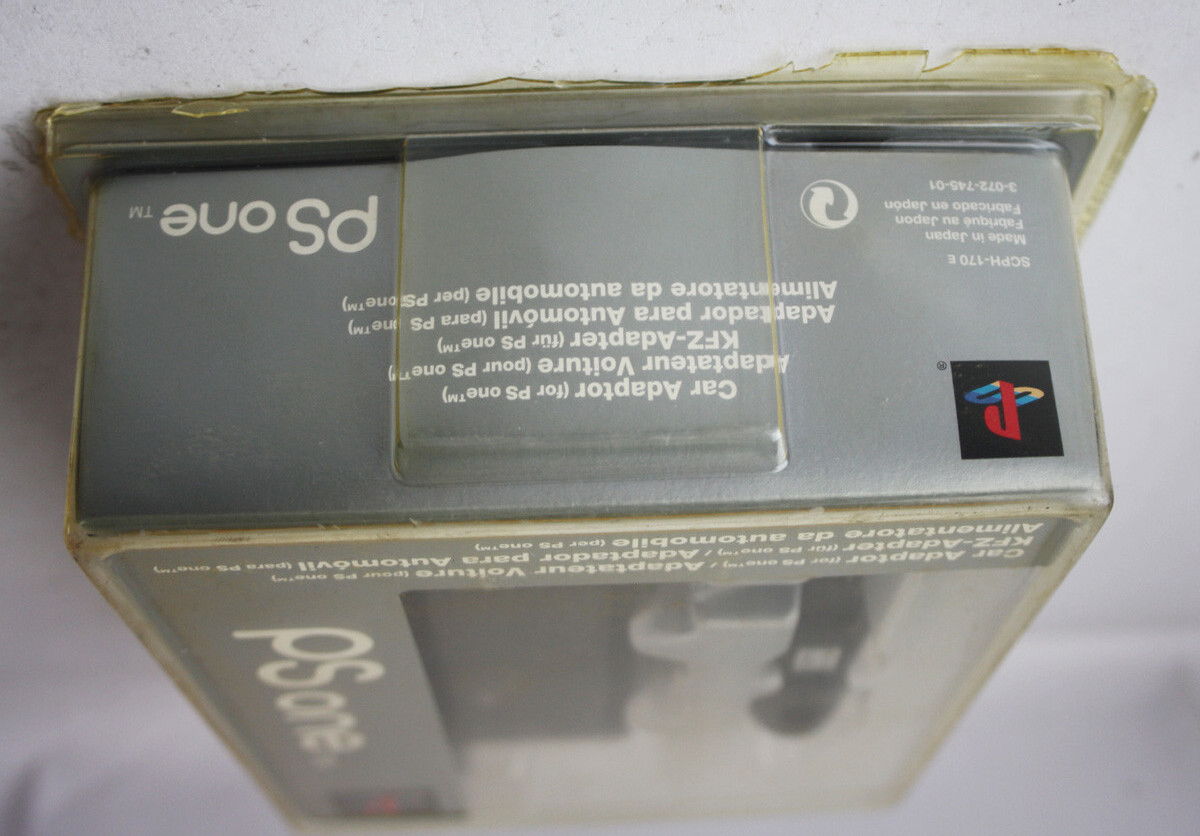 Car Adaptor (for PS one™)
Adaptateur Voiture (pour PS one™)
KFZ-Adapter (für PS one™)
Adaptador para Automóvil (para PS one™)
Alimentatore da automobile (per PS one™)
SCPH-170 E
Made in Japan
Fabriqué au Japon
Fabricado en Japón
3-072-745-01
PS one™
®
Car Adaptor (for PS one™) / Adaptateur Voiture (pour PS one™)
KFZ-Adapter (für PS one™) / Adaptador para Automóvil (para PS one™)
Alimentatore da automobile (per PS one™)
PS one